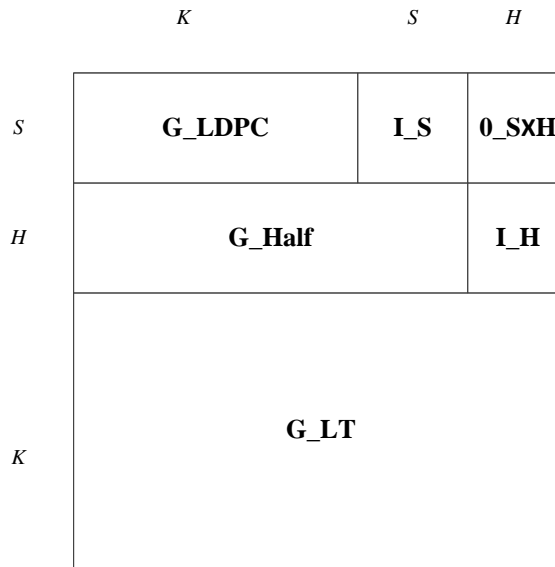 K S H
S G_LDPC I_S 0_SxH
H G_Half I_H
G_LT
K